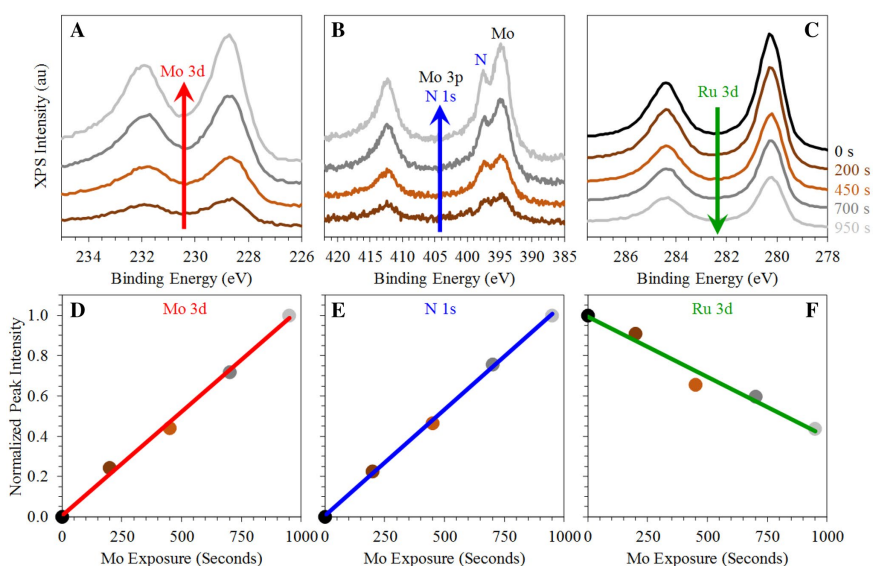 A
B
C
Mo 3d
N
Mo
Mo 3p
N 1s
Ru 3d
XPS Intensity (au)
0 s
200 s
450 s
700 s
950 s
235 234 229 226
420 415 410 405 400 395 390 385
286 284 282 280 278
Binding Energy (eV)
Binding Energy (eV)
Binding Energy (eV)
D
Mo 3d
E
N 1s
F
Ru 3d
Normalized Peak Intensity
1.0
0.8
0.6
0.4
0.2
0.0
0 250 500 750 1000
0 250 500 750 1000
0 250 500 750 1000
Mo Exposure (Seconds)
Mo Exposure (Seconds)
Mo Exposure (Seconds)